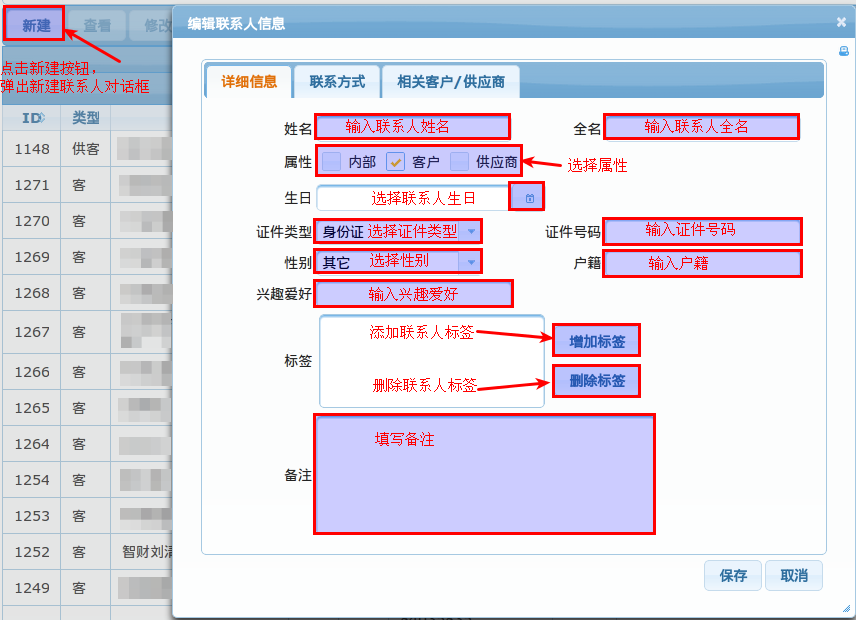 新建 查看 修改
点击新建按钮，
弹出新建联系人对话框
ID 类型
1148 供客
1271 客
1270 客
1269 客
1268 客
1267 客
1266 客
1265 客
1264 客
1254 客
1253 客
1252 客 智财刘
1249 客
编辑联系人信息
详细信息 联系方式 相关客户/供应商
姓名 输入联系人姓名 全名 输入联系人全名
属性 内部 客户 供应商 选择属性
生日 选择联系人生日
证件类型 身份证 选择证件类型 证件号码 输入证件号码
性别 其它 选择性别 户籍 输入户籍
兴趣爱好 输入兴趣爱好
添加联系人标签 增加标签
标签
删除联系人标签 删除标签
填写备注
备注
保存 取消